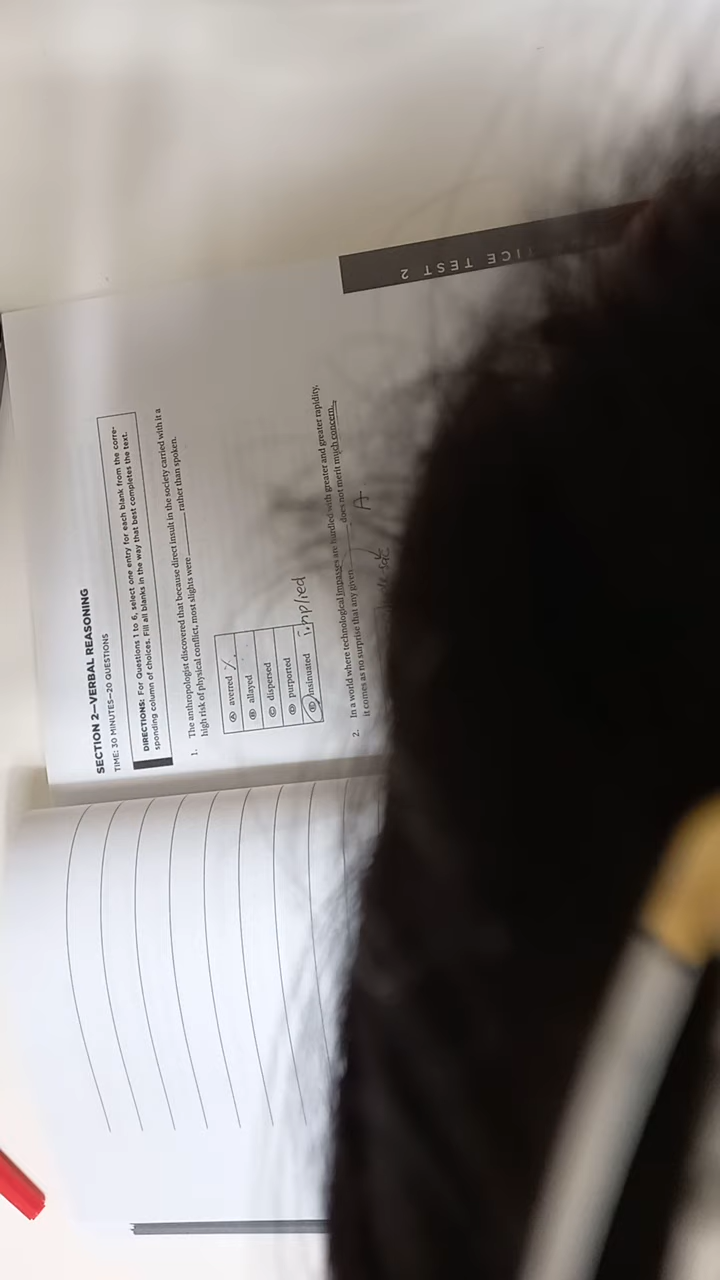 SECTION 2—VERBAL REASONING
TIME: 30 MINUTES—20 QUESTIONS
DIRECTIONS: For Questions 1 to 6, select one entry for each blank from the corre-
sponding column of choices. Fill all blanks in the way that best completes the text.
1. The anthropologist discovered that because direct insult in the society carried with it a
high risk of physical conflict, most slights were ______ rather than spoken.
A averred
B allayed
C dispersed
D purported
E insinuated implied
2. In a world where technological impasses are hurdled with greater and greater rapidity,
it comes as no surprise that any given ______ does not merit much concern.
A
ICE TEST 2